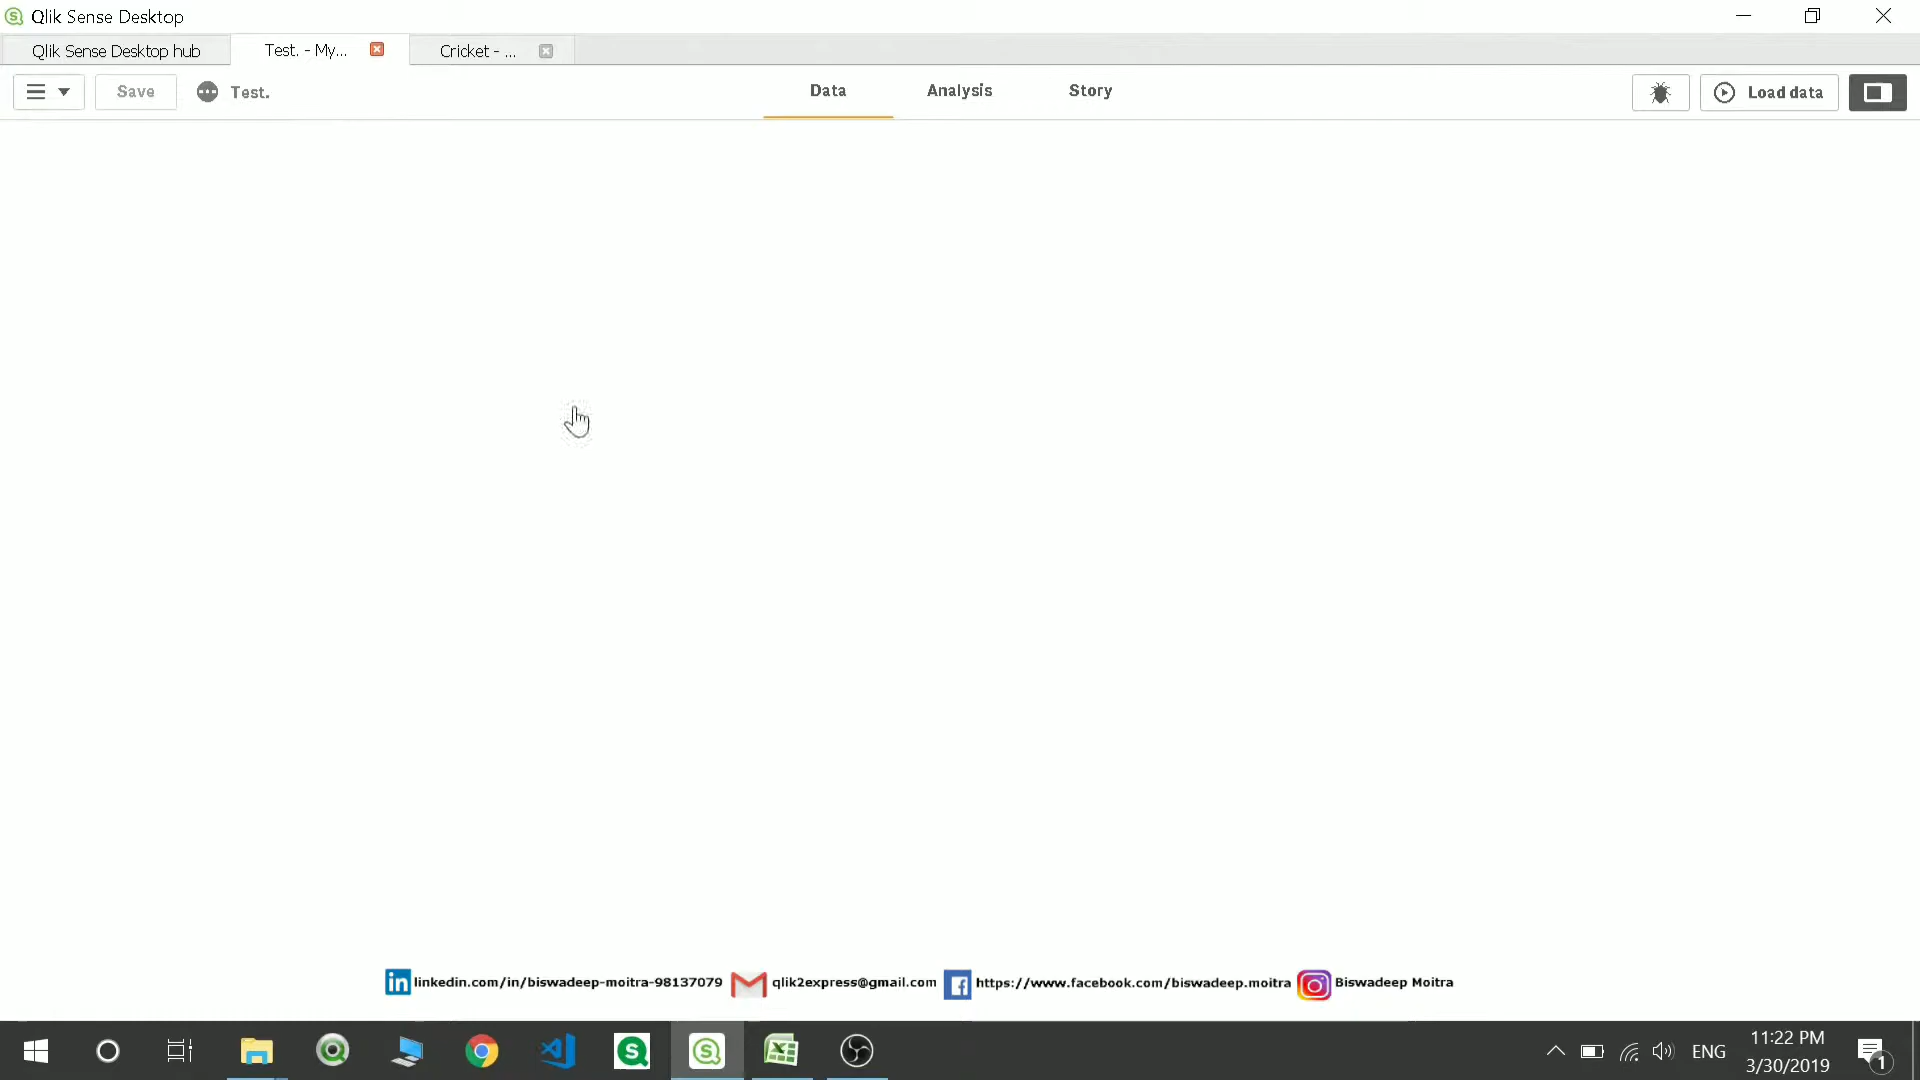 Qlik Sense Desktop
Qlik Sense Desktop hub
Test. - My...
Cricket - ...
Save
Test.
Data
Analysis
Story
Load data
linkedin.com/in/biswadeep-moitra-98137079
qlik2express@gmail.com
https://www.facebook.com/biswadeep.moitra
Biswadeep Moitra
ENG
11:22 PM
3/30/2019
1